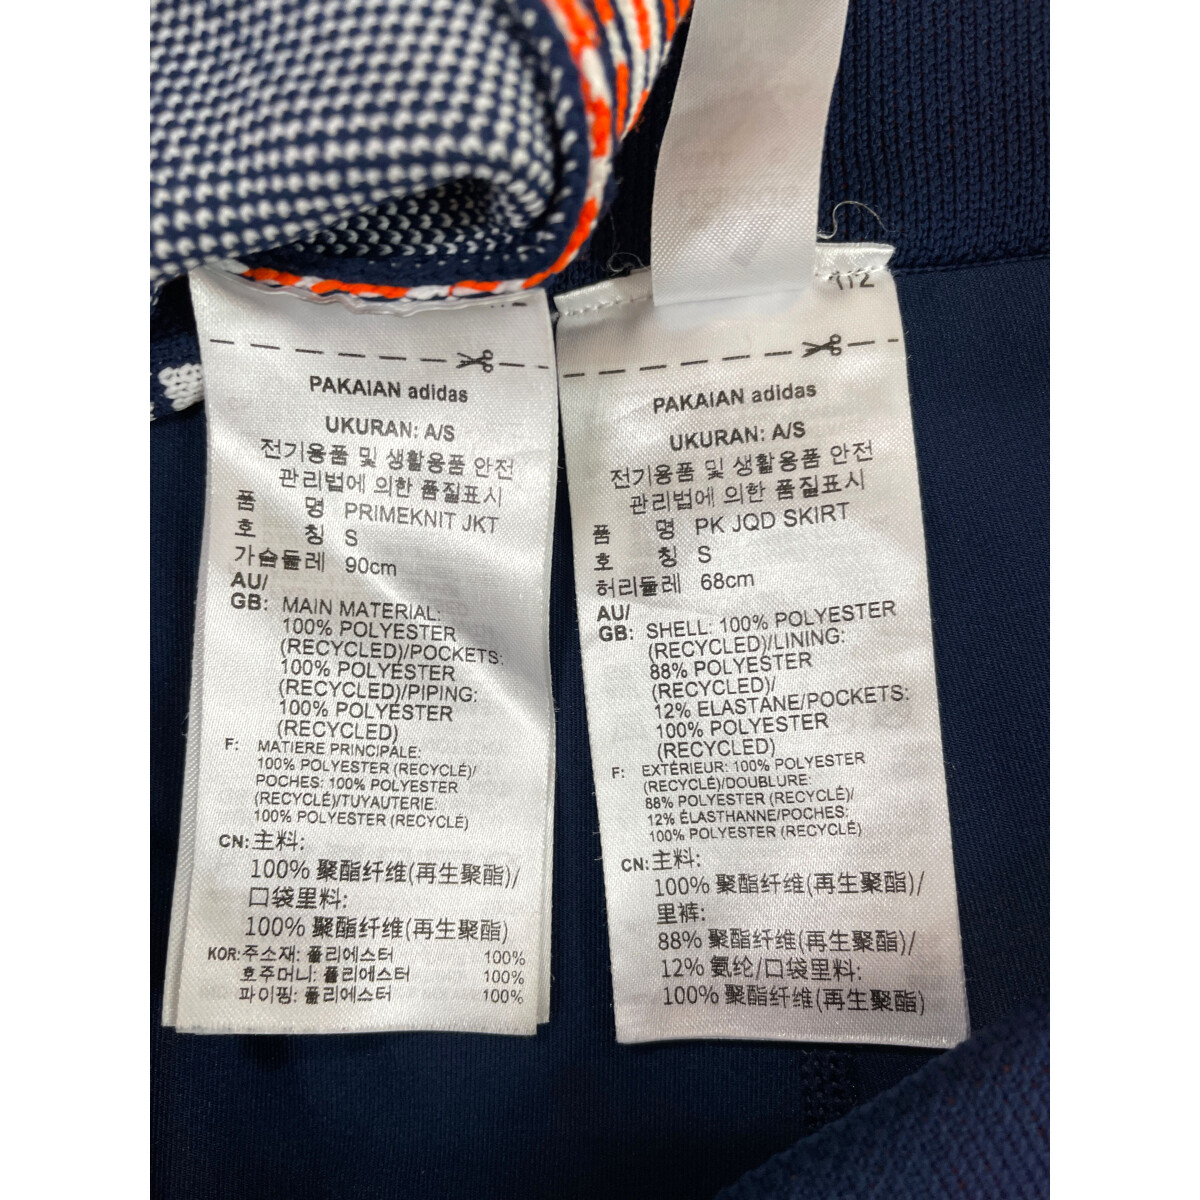 PAKAIAN adidas
UKURAN: A/S
전기용품 및 생활용품 안전
관리법에 의한 품질표시
품 명 PRIMEKNIT JKT
호 칭 S
가슴둘레 90cm
AU/
GB: MAIN MATERIAL:
100% POLYESTER
(RECYCLED)/POCKETS:
100% POLYESTER
(RECYCLED)/PIPING:
100% POLYESTER
(RECYCLED)
F: MATIERE PRINCIPALE:
100% POLYESTER (RECYCLÉ)/
POCHES: 100% POLYESTER
(RECYCLÉ)/TUYAUTERIE:
100% POLYESTER (RECYCLÉ)
CN: 主料:
100% 聚酯纤维(再生聚酯)/
口袋里料:
100% 聚酯纤维(再生聚酯)
KOR: 주소재: 폴리에스터 100%
호주머니: 폴리에스터 100%
파이핑: 폴리에스터 100%
1/2
PAKAIAN adidas
UKURAN: A/S
전기용품 및 생활용품 안전
관리법에 의한 품질표시
품 명 PK JQD SKIRT
호 칭 S
허리둘레 68cm
AU/
GB: SHELL: 100% POLYESTER
(RECYCLED)/LINING:
88% POLYESTER
(RECYCLED)/
12% ELASTANE/POCKETS:
100% POLYESTER
(RECYCLED)
F: EXTÉRIEUR: 100% POLYESTER
(RECYCLÉ)/DOUBLURE:
88% POLYESTER (RECYCLÉ)/
12% ÉLASTHANNE/POCHES:
100% POLYESTER (RECYCLÉ)
CN: 主料:
100% 聚酯纤维(再生聚酯)/
里裤:
88% 聚酯纤维(再生聚酯)/
12% 氨纶/口袋里料:
100% 聚酯纤维(再生聚酯)